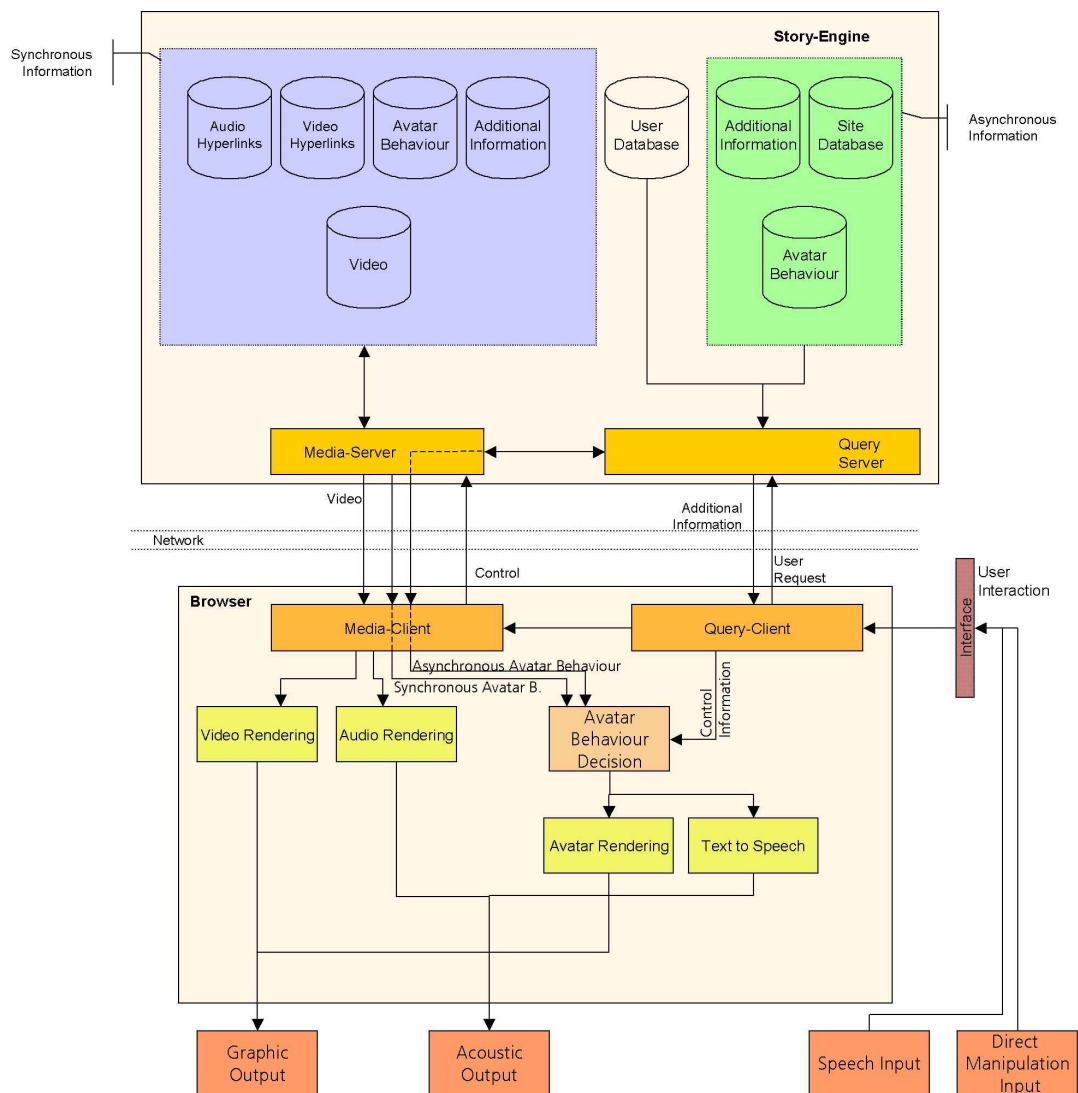 Story-Engine
Synchronous
Information
Audio
Hyperlinks
Video
Hyperlinks
Avatar
Behaviour
Additional
Information
User
Database
Additional
Information
Site
Database
Asynchronous
Information
Avatar
Behaviour
Video
Media-Server
Query
Server
Video
Additional
Information
Network
Control
User
Request
User
Interaction
Interface
Browser
Media-Client
Query-Client
Asynchronous Avatar Behaviour
Synchronous Avatar B.
Control
Information
Video Rendering
Audio Rendering
Avatar
Behaviour
Decision
Avatar Rendering
Text to Speech
Graphic
Output
Acoustic
Output
Speech Input
Direct
Manipulation
Input